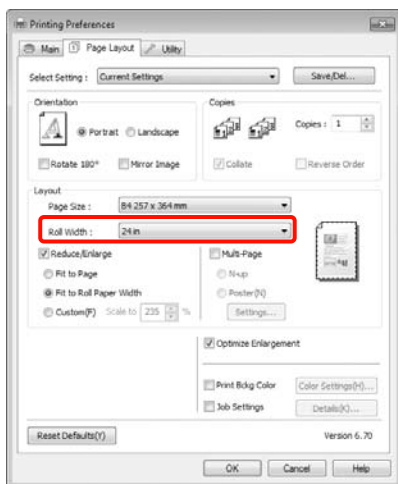 Printing Preferences
Main Page Layout Utility
Select Setting : Current Settings Save/Del...
Orientation Copies
Portrait Landscape Copies : 1
Rotate 180° Mirror Image Collate Reverse Order
Layout
Page Size : B4 257 x 364 mm
Roll Width : 24 in
Reduce/Enlarge Multi-Page
Fit to Page N-up
Fit to Roll Paper Width Poster(N)
Custom(F) Scale to 235 % Settings...
Optimize Enlargement
Print Bckg Color Color Settings(H)...
Job Settings Details(K)...
Reset Defaults(Y) Version 6.70
OK Cancel Help